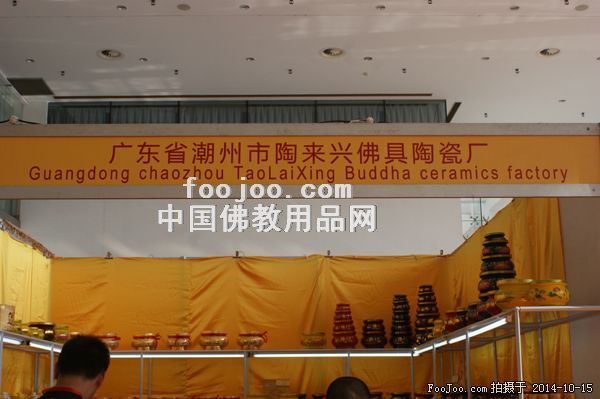 广东省潮州市陶来兴佛具陶瓷厂
Guangdong chaozhou TaoLaiXing Buddha ceramics factory
foojoo.com
中国佛教用品网
FooJoo.com 拍摄于 2014-10-15